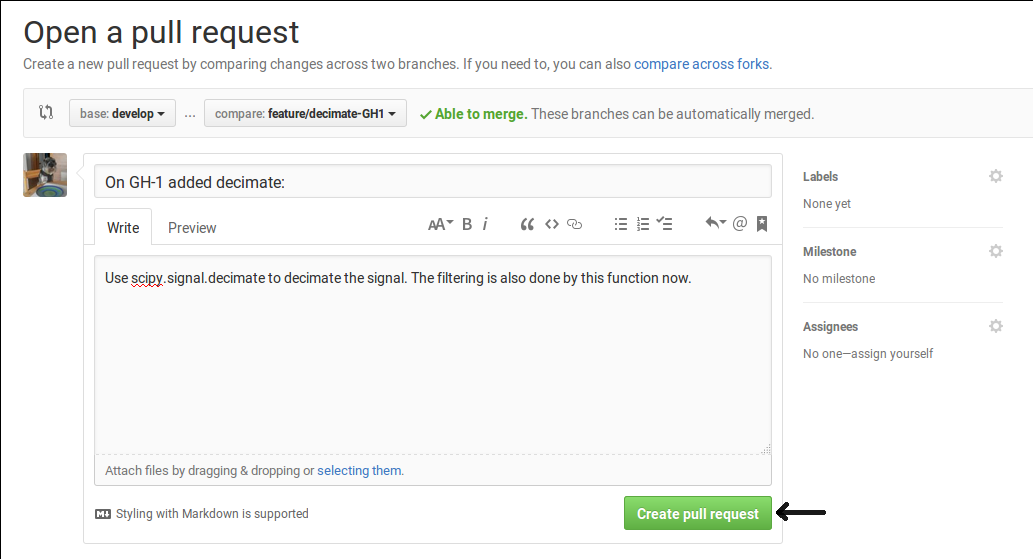 Open a pull request
Create a new pull request by comparing changes across two branches. If you need to, you can also compare across forks.
base: develop ... compare: feature/decimate-GH1 Able to merge. These branches can be automatically merged.
On GH-1 added decimate:
Write Preview AA B i @
Use scipy.signal.decimate to decimate the signal. The filtering is also done by this function now.
Attach files by dragging & dropping or selecting them.
Styling with Markdown is supported
Create pull request
Labels
None yet
Milestone
No milestone
Assignees
No one—assign yourself